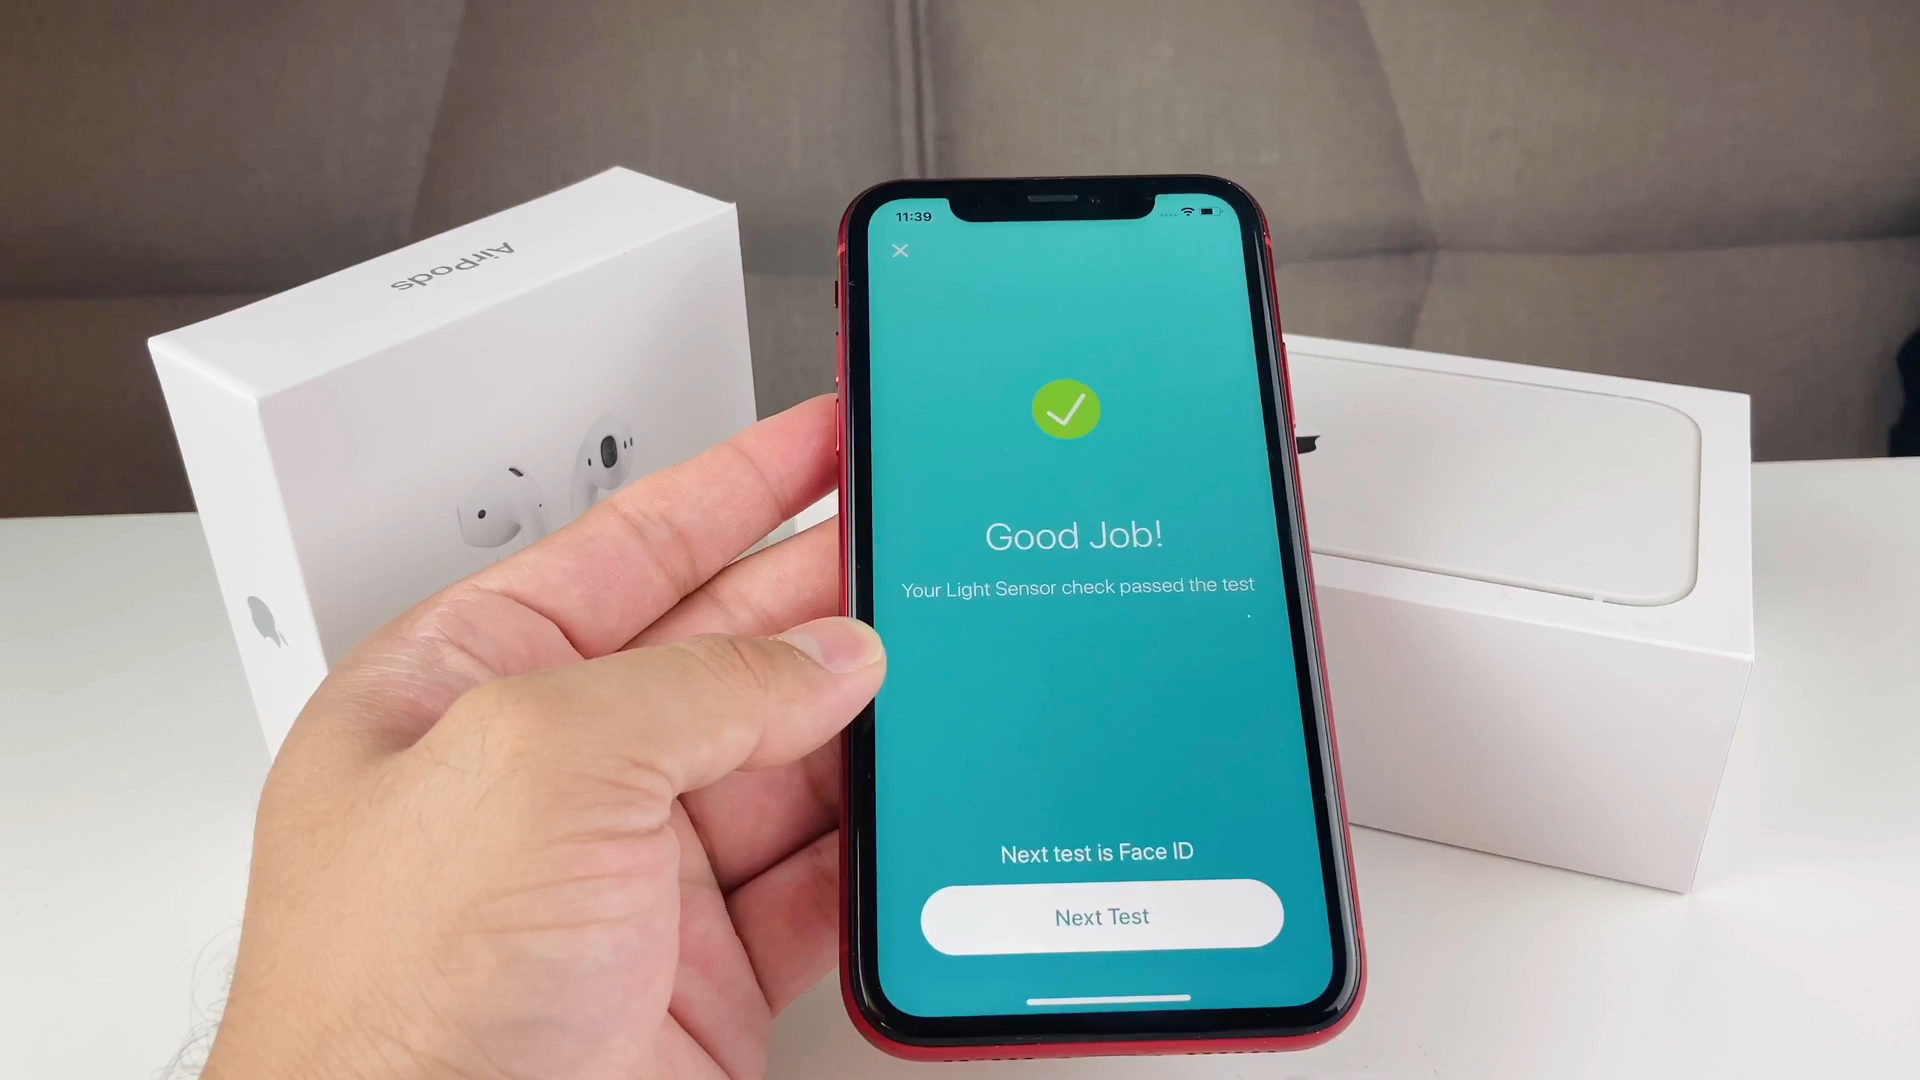 AirPods
11:39
Good Job!
Your Light Sensor check passed the test
Next test is Face ID
Next Test